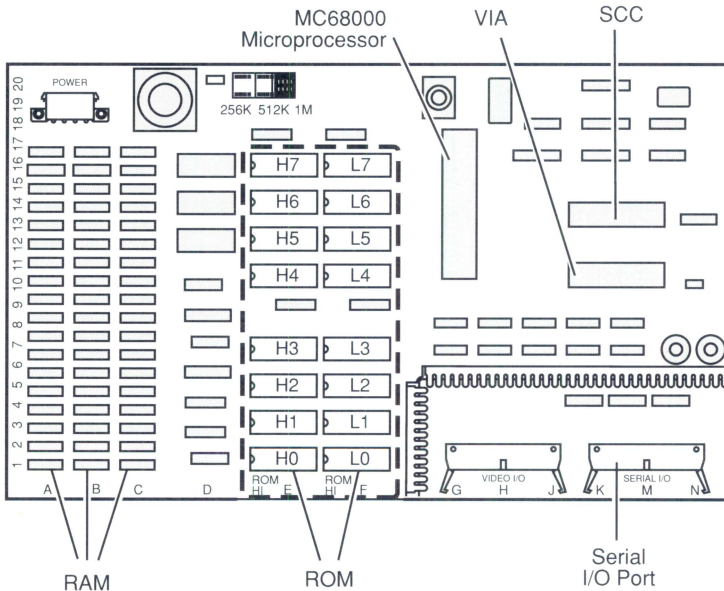 MC68000
Microprocessor
VIA
SCC
POWER
256K 512K 1M
20
19
18
17
16
15
14
13
12
11
10
9
8
7
6
5
4
3
2
1
H7 L7
H6 L6
H5 L5
H4 L4
H3 L3
H2 L2
H1 L1
H0 L0
ROM HI
ROM HI
A B C D E F G H J K M N
VIDEO I/O
SERIAL I/O
RAM
ROM
Serial
I/O Port